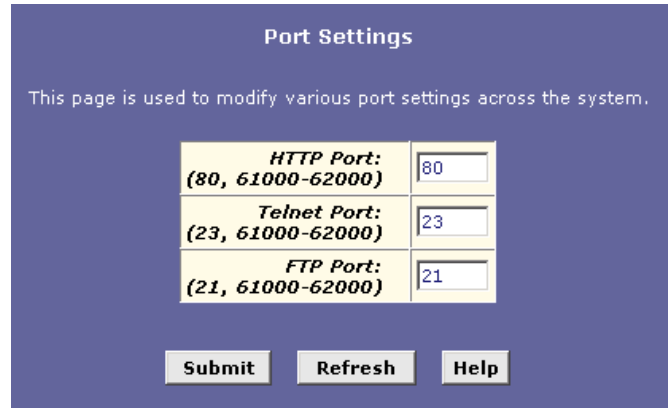 Port Settings
This page is used to modify various port settings across the system.
HTTP Port:
(80, 61000-62000)
80
Telnet Port:
(23, 61000-62000)
23
FTP Port:
(21, 61000-62000)
21
Submit Refresh Help